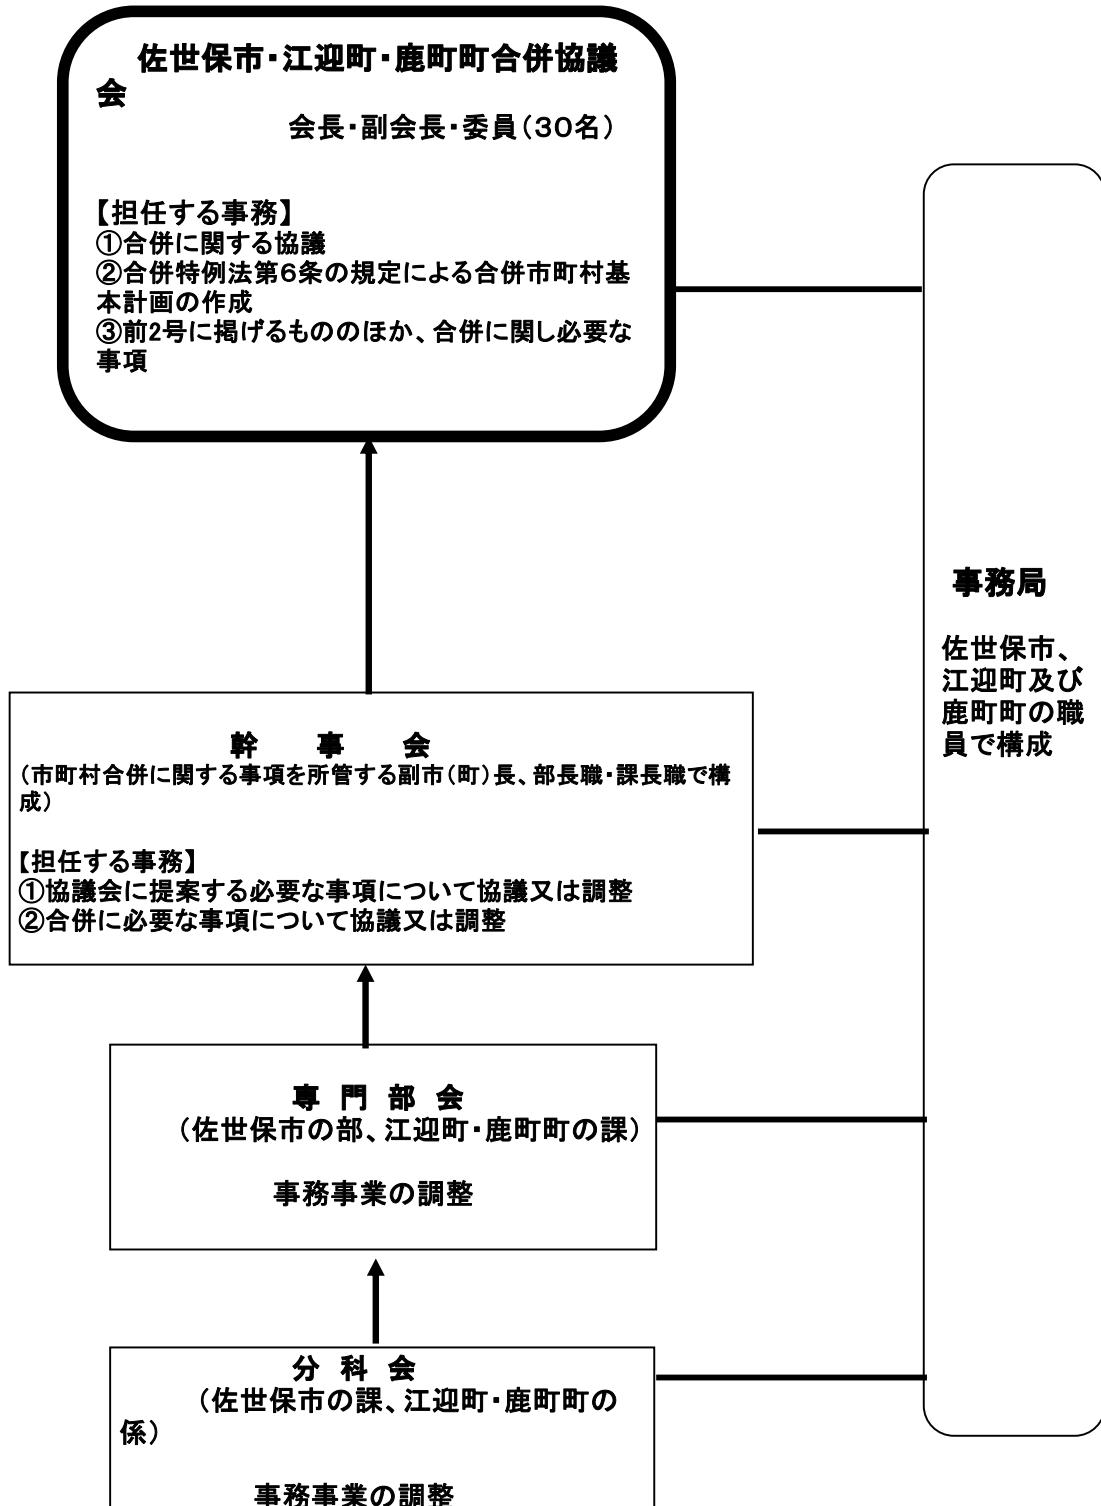 佐世保市・江迎町・鹿町町合併協議
会
会長・副会長・委員（３０名）
【担任する事務】
①合併に関する協議
②合併特例法第６条の規定による合併市町村基
本計画の作成
③前2号に掲げるもののほか、合併に関し必要な
事項
幹　事　会
（市町村合併に関する事項を所管する副市（町）長、部長職・課長職で構
成）
【担任する事務】
①協議会に提案する必要な事項について協議又は調整
②合併に必要な事項について協議又は調整
専　門　部　会
（佐世保市の部、江迎町・鹿町町の課）
事務事業の調整
分　科　会
（佐世保市の課、江迎町・鹿町町の
係）
事務事業の調整
事務局
佐世保市、
江迎町及び
鹿町町の職
員で構成